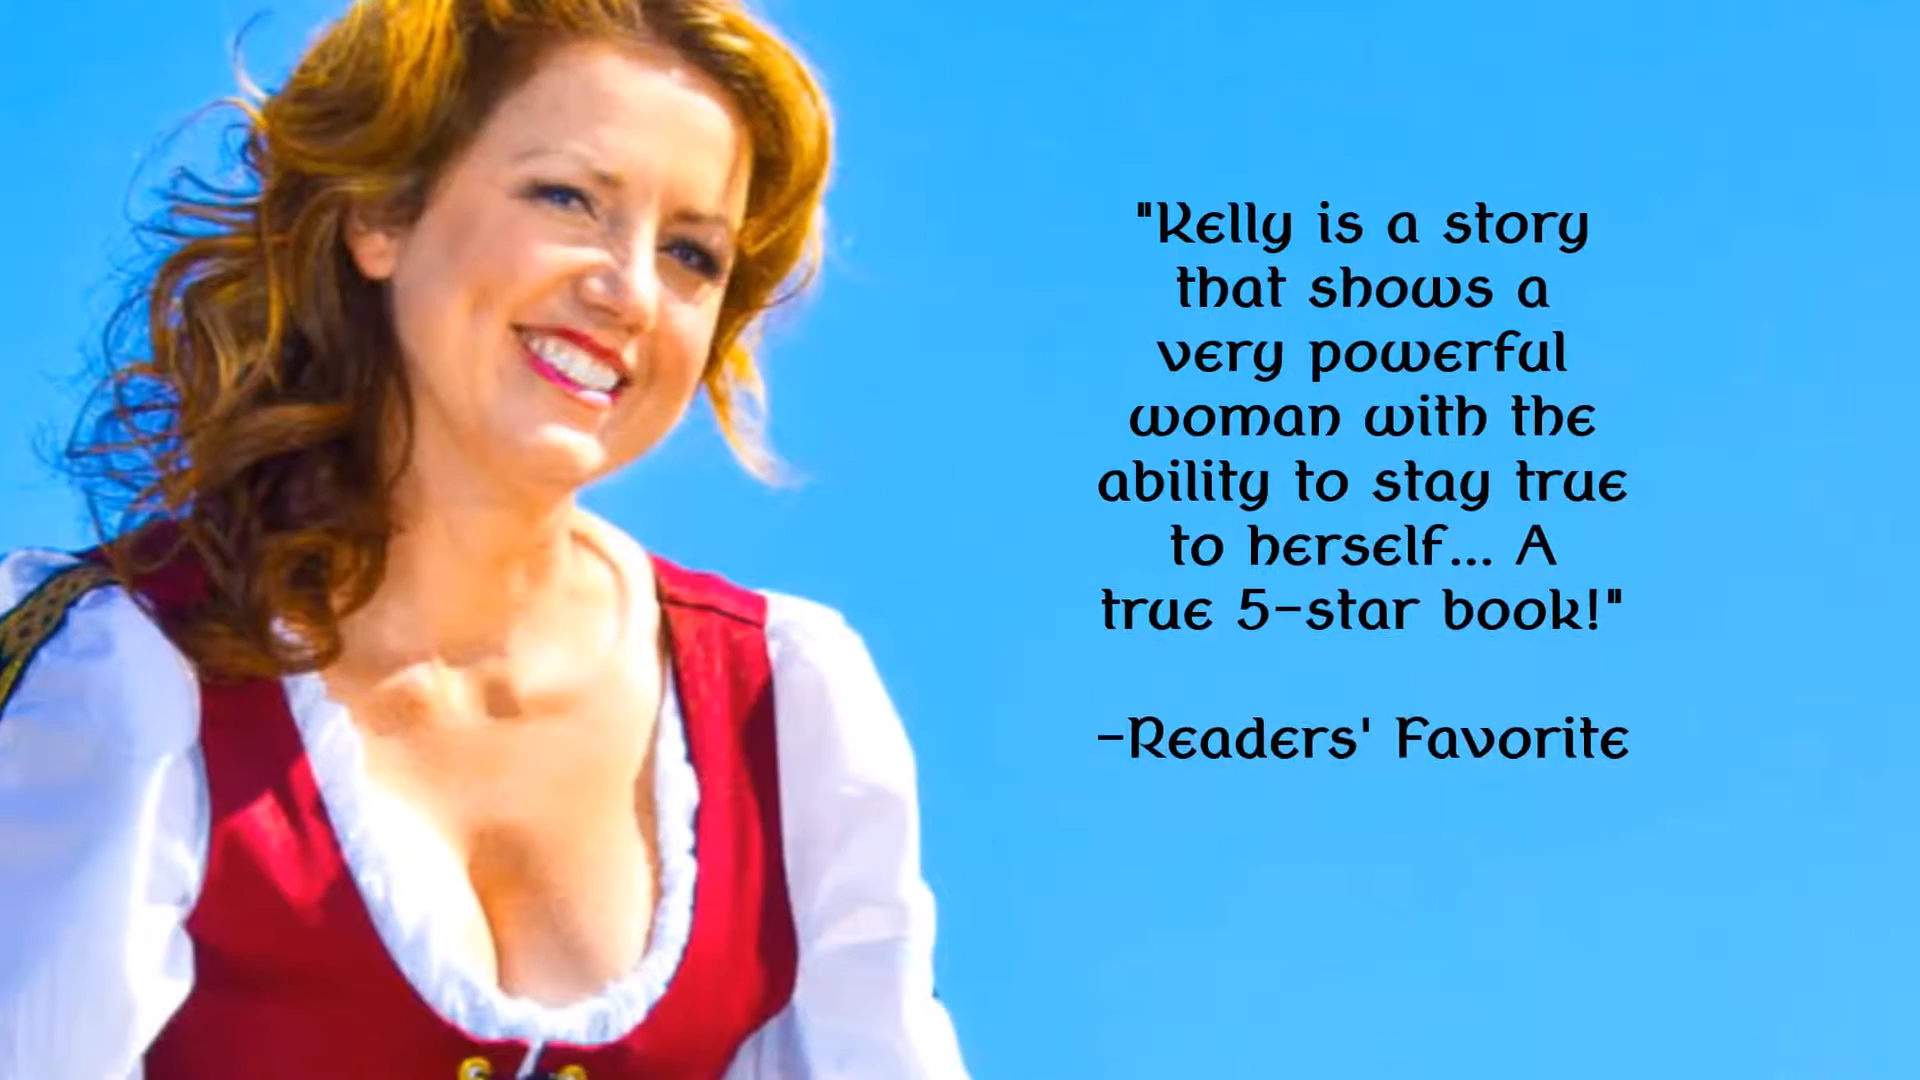 "Kelly is a story
that shows a
very powerful
woman with the
ability to stay true
to herself... A
true 5-star book!"
-Readers' Favorite